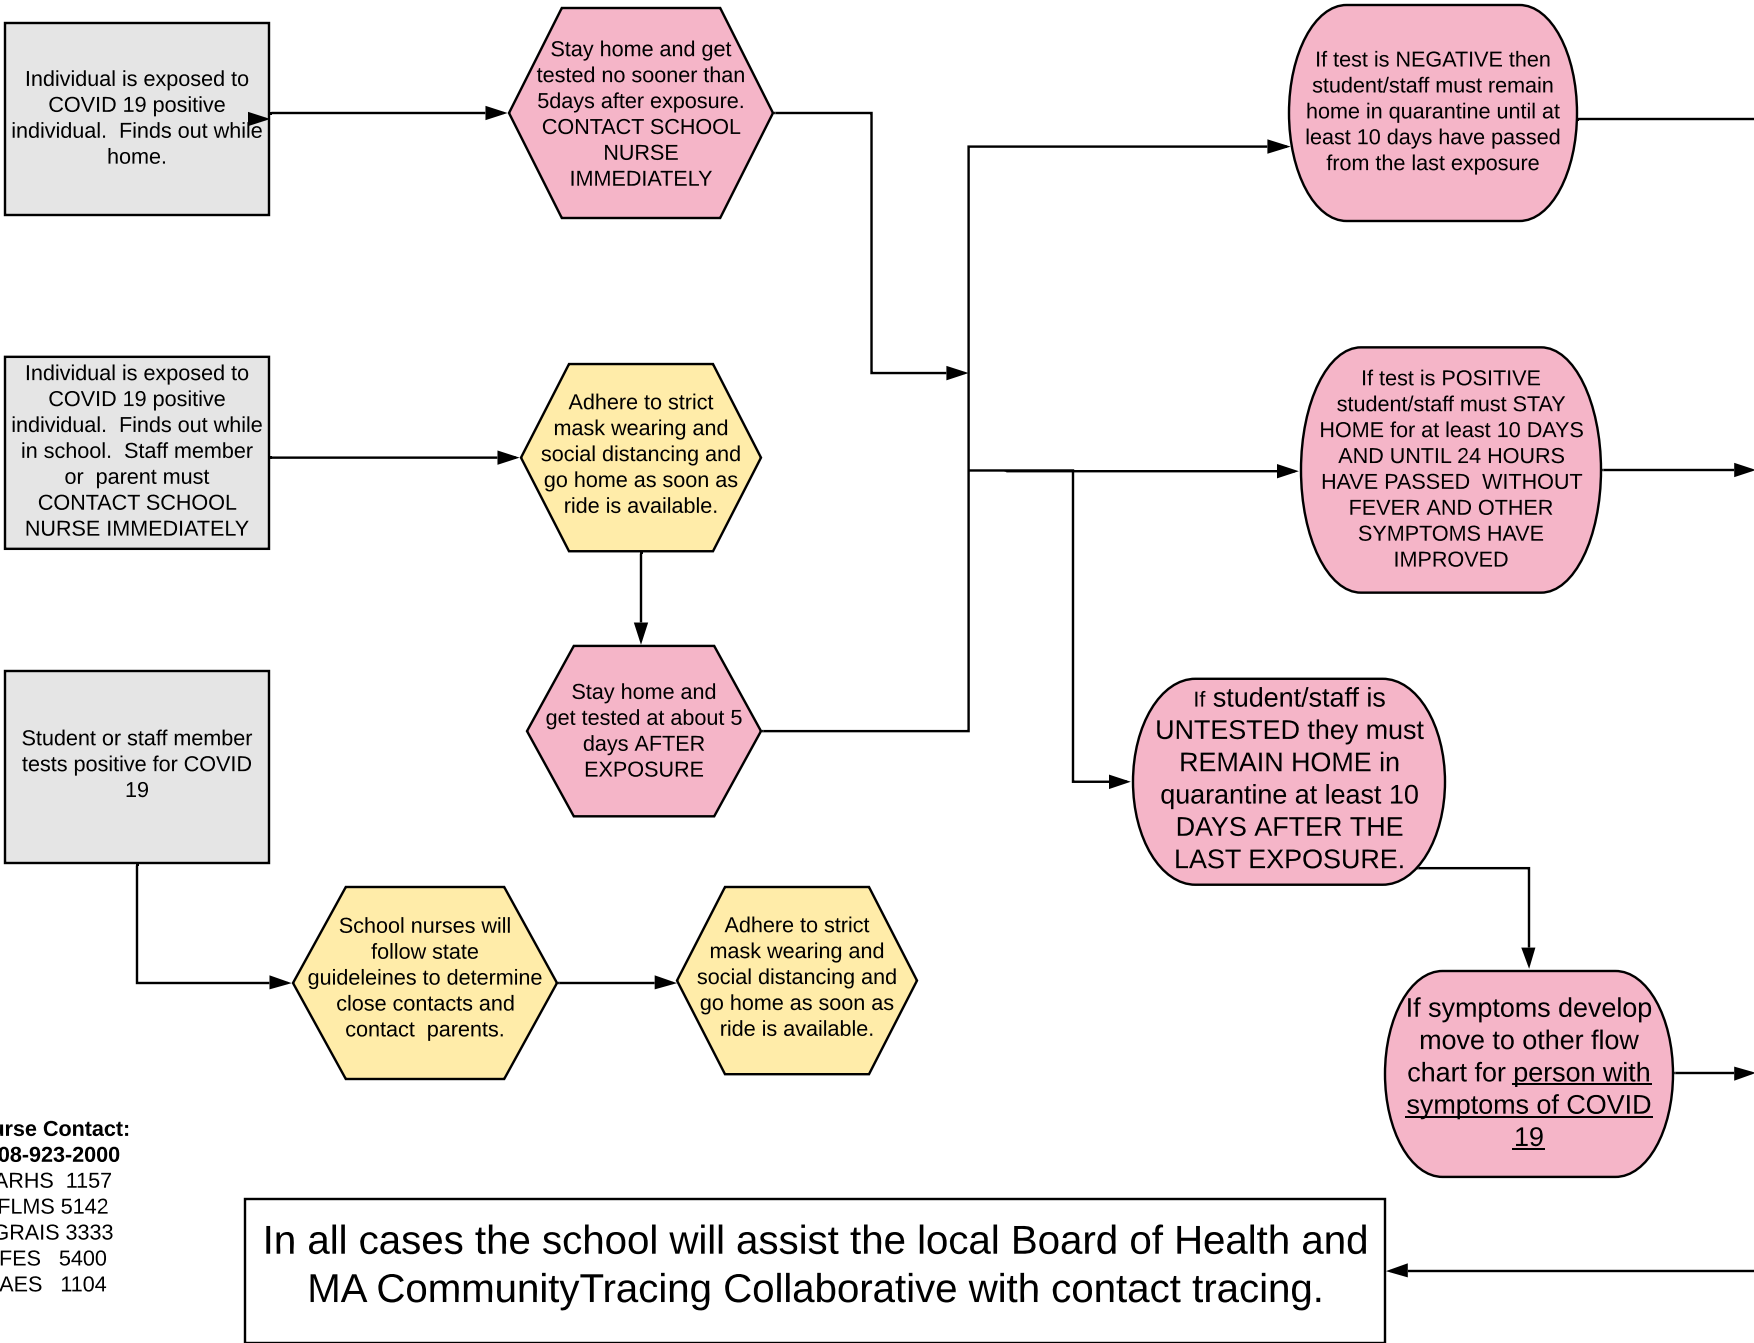 Individual is exposed to
COVID 19 positive
individual.  Finds out while
home.
Stay home and get
tested no sooner than
5days after exposure.
CONTACT SCHOOL
NURSE
IMMEDIATELY
If test is NEGATIVE then
student/staff must remain
home in quarantine until at
least 10 days have passed
from the last exposure
Individual is exposed to
COVID 19 positive
individual.  Finds out while
in school.  Staff member
or  parent must
CONTACT SCHOOL
NURSE IMMEDIATELY
Adhere to strict
mask wearing and
social distancing and
go home as soon as
ride is available.
If test is POSITIVE
student/staff must STAY
HOME for at least 10 DAYS
AND UNTIL 24 HOURS
HAVE PASSED  WITHOUT
FEVER AND OTHER
SYMPTOMS HAVE
IMPROVED
Stay home and
get tested at about 5
days AFTER
EXPOSURE
If student/staff is
UNTESTED they must
REMAIN HOME in
quarantine at least 10
DAYS AFTER THE
LAST EXPOSURE.
Student or staff member
tests positive for COVID
19
School nurses will
follow state
guideleines to determine
close contacts and
contact  parents.
Adhere to strict
mask wearing and
social distancing and
go home as soon as
ride is available.
If symptoms develop
move to other flow
chart for person with
symptoms of COVID
19
urse Contact:
08-923-2000
ARHS  1157
FLMS 5142
GRAIS 3333
FES   5400
AES   1104
In all cases the school will assist the local Board of Health and
MA CommunityTracing Collaborative with contact tracing.